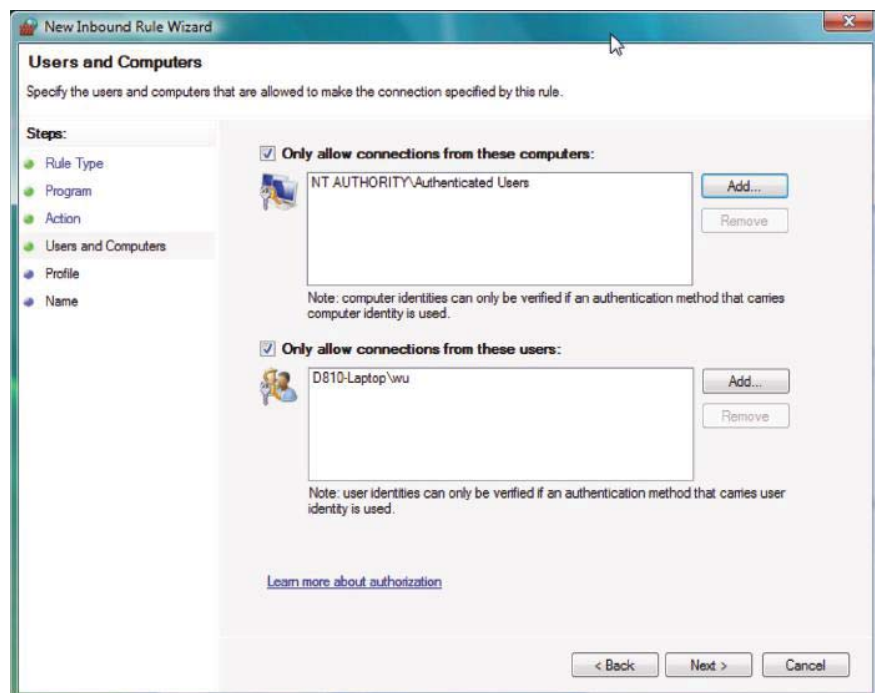 New Inbound Rule Wizard
Users and Computers
Specify the users and computers that are allowed to make the connection specified by this rule.
Steps:
Rule Type
Program
Action
Users and Computers
Profile
Name
Only allow connections from these computers:
NT AUTHORITY\Authenticated Users
Add...
Remove
Note: computer identities can only be verified if an authentication method that carries
computer identity is used.
Only allow connections from these users:
D810-Laptop\wu
Add...
Remove
Note: user identities can only be verified if an authentication method that carries user
identity is used.
Learn more about authorization
< Back
Next >
Cancel